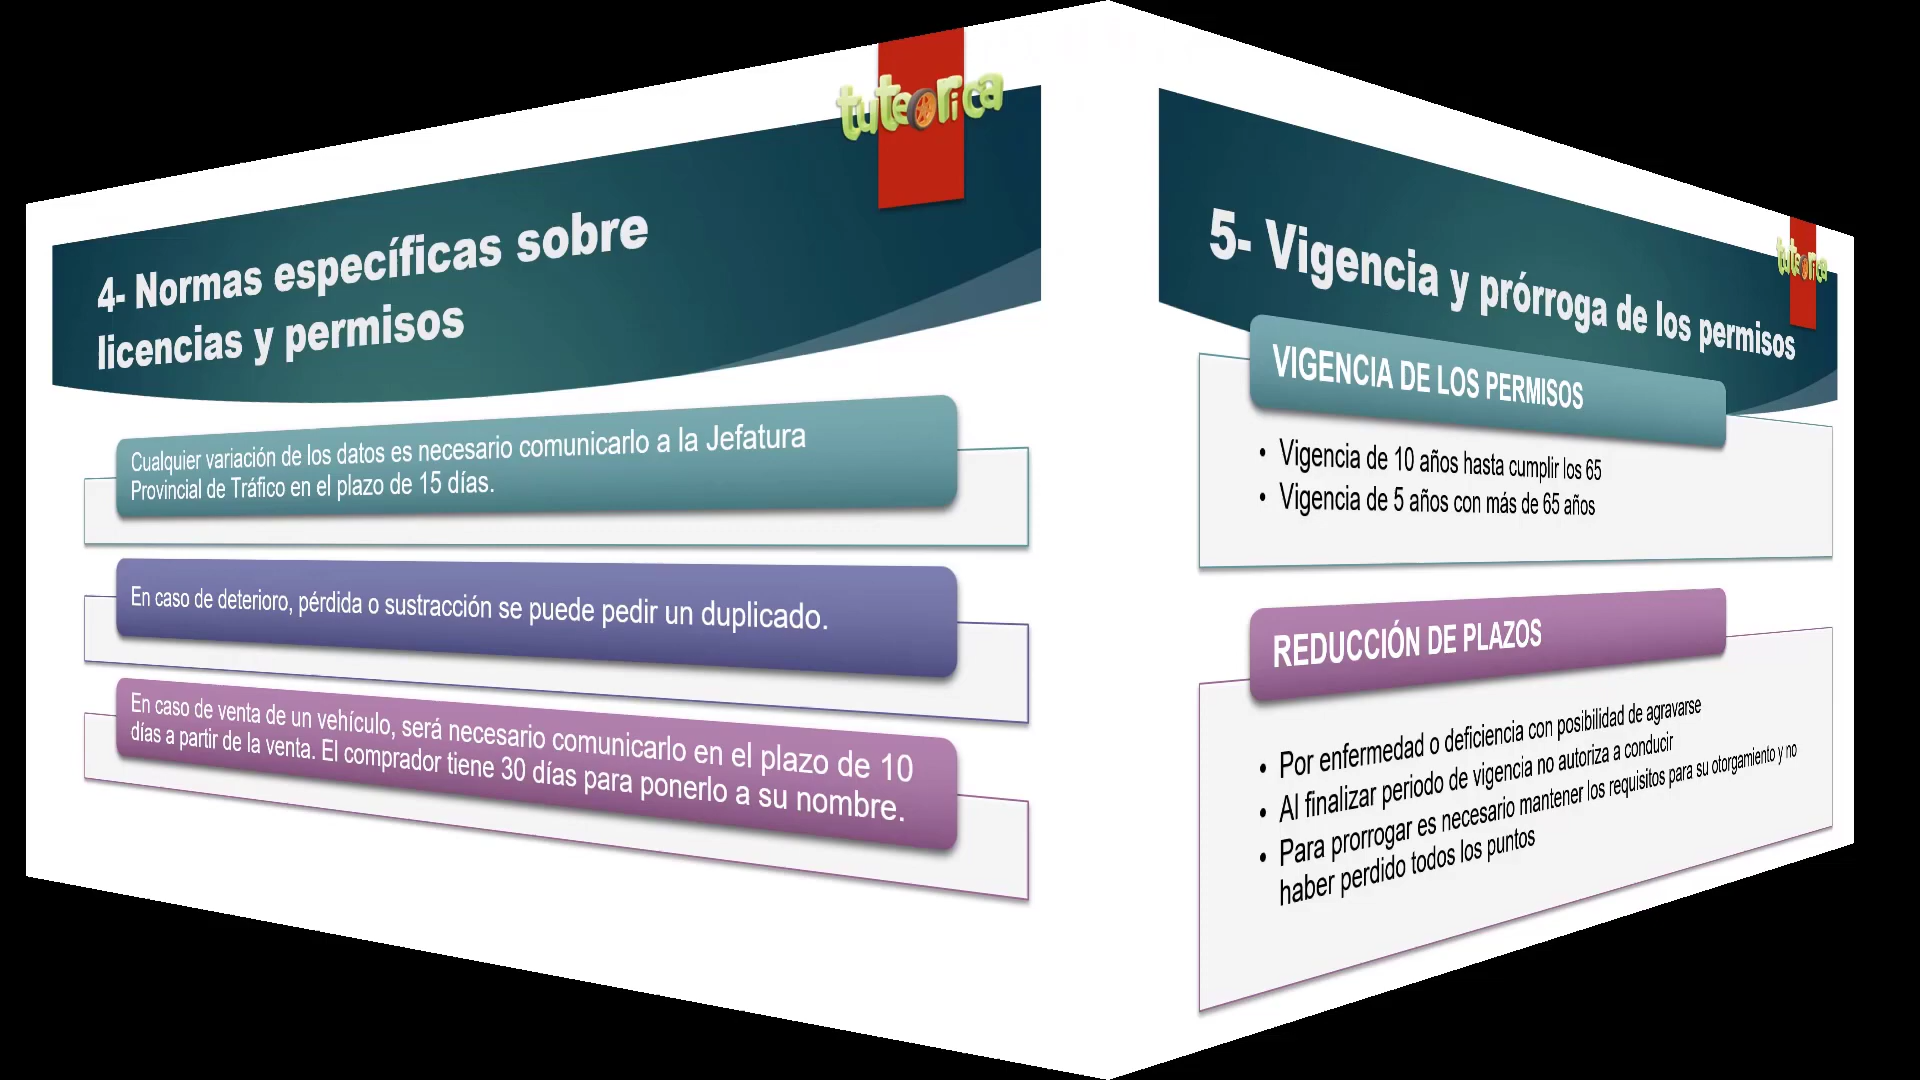 tuteorica
4- Normas específicas sobre
licencias y permisos
Cualquier variación de los datos es necesario comunicarlo a la Jefatura
Provincial de Tráfico en el plazo de 15 días.
En caso de deterioro, pérdida o sustracción se puede pedir un duplicado.
En caso de venta de un vehículo, será necesario comunicarlo en el plazo de 10
días a partir de la venta. El comprador tiene 30 días para ponerlo a su nombre.
tuteorica
5- Vigencia y prórroga de los permisos
VIGENCIA DE LOS PERMISOS
• Vigencia de 10 años hasta cumplir los 65
• Vigencia de 5 años con más de 65 años
REDUCCIÓN DE PLAZOS
• Por enfermedad o deficiencia con posibilidad de agravarse
• Al finalizar periodo de vigencia no autoriza a conducir
• Para prorrogar es necesario mantener los requisitos para su otorgamiento y no
haber perdido todos los puntos